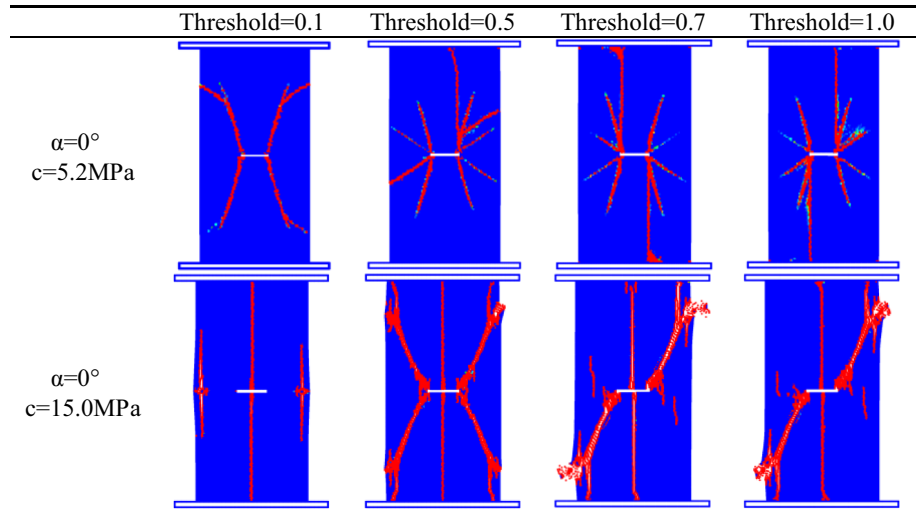 Threshold=0.1 Threshold=0.5 Threshold=0.7 Threshold=1.0
α=0°
c=5.2MPa
α=0°
c=15.0MPa